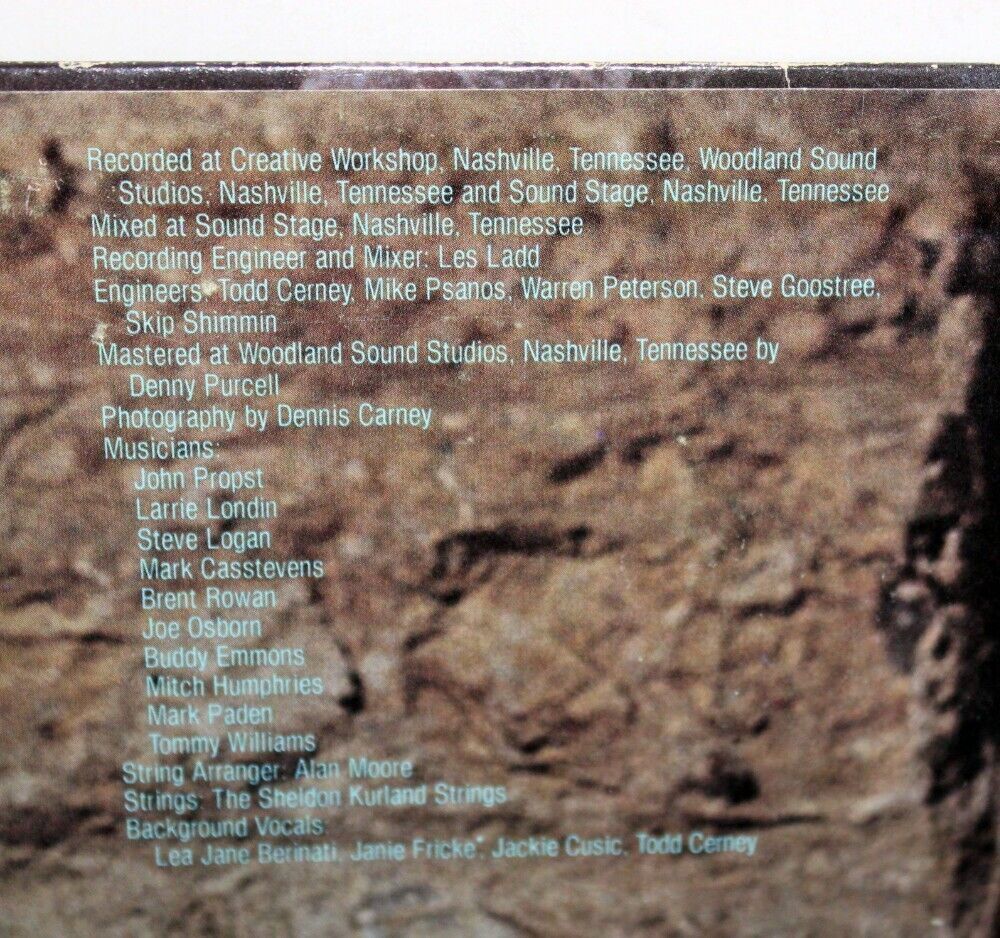 Recorded at Creative Workshop, Nashville, Tennessee, Woodland Sound
Studios, Nashville, Tennessee and Sound Stage, Nashville, Tennessee
Mixed at Sound Stage, Nashville, Tennessee
Recording Engineer and Mixer: Les Ladd
Engineers: Todd Cerney, Mike Psanos, Warren Peterson, Steve Goostree,
Skip Shimmin
Mastered at Woodland Sound Studios, Nashville, Tennessee by
Denny Purcell
Photography by Dennis Carney
Musicians:
John Propst
Larrie Londin
Steve Logan
Mark Casstevens
Brent Rowan
Joe Osborn
Buddy Emmons
Mitch Humphries
Mark Paden
Tommy Williams
String Arranger: Alan Moore
Strings: The Sheldon Kurland Strings
Background Vocals:
Lea Jane Berinati, Janie Fricke*, Jackie Cusic, Todd Cerney